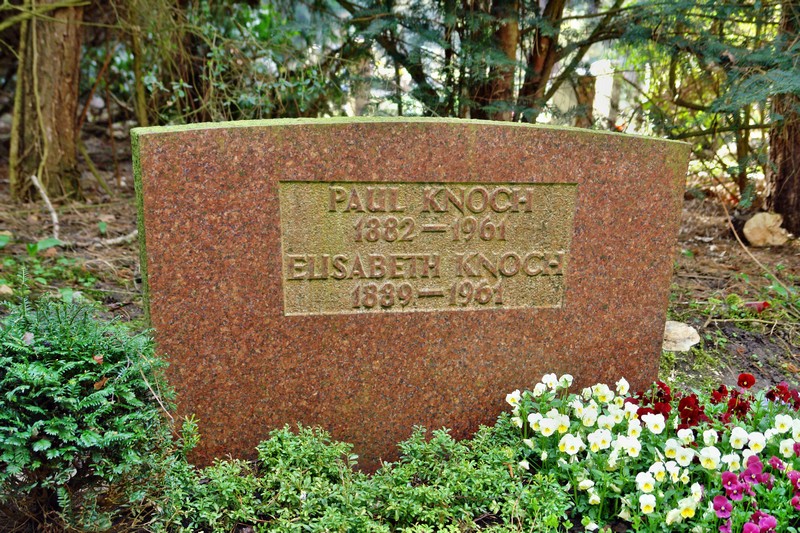 PAUL KNOCH
1882—1961
ELISABETH KNOCH
1889—1961